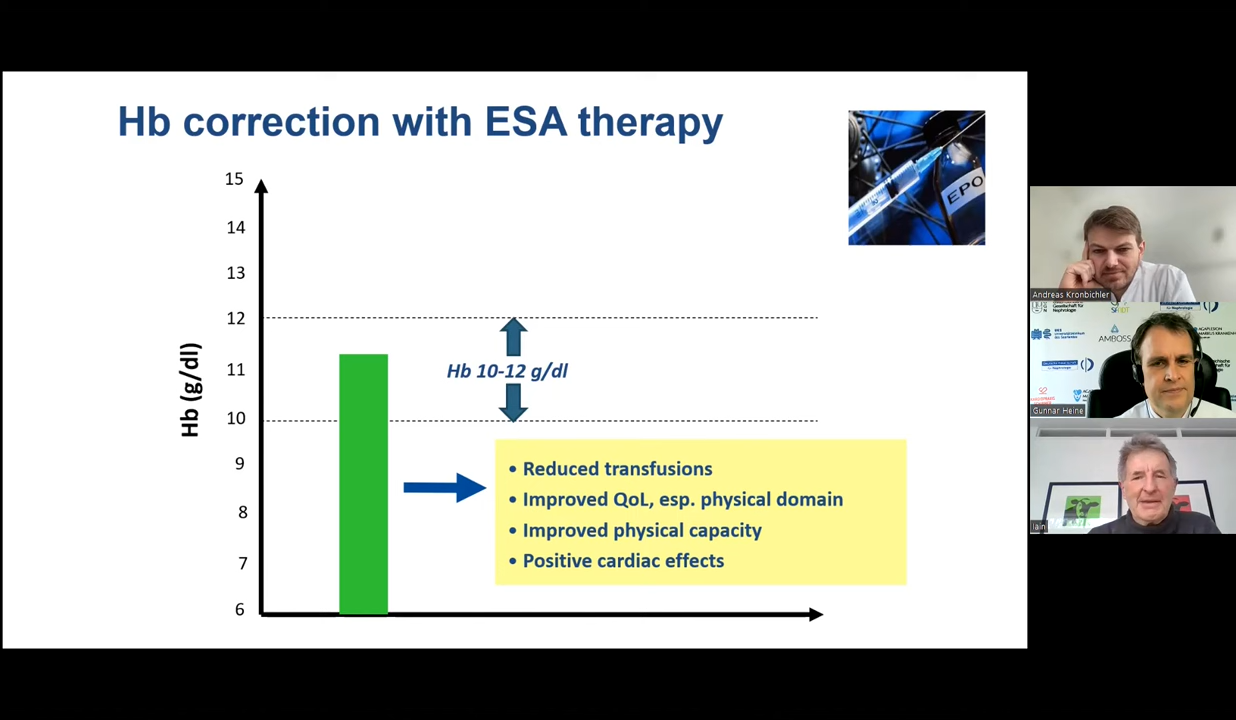 Hb correction with ESA therapy
EPO
15
14
13
12
11
10
9
8
7
6
Hb (g/dl)
Hb 10-12 g/dl
• Reduced transfusions
• Improved QoL, esp. physical domain
• Improved physical capacity
• Positive cardiac effects
Andreas Kronbichler
AMBOSS
Gunnar Heine
Iain